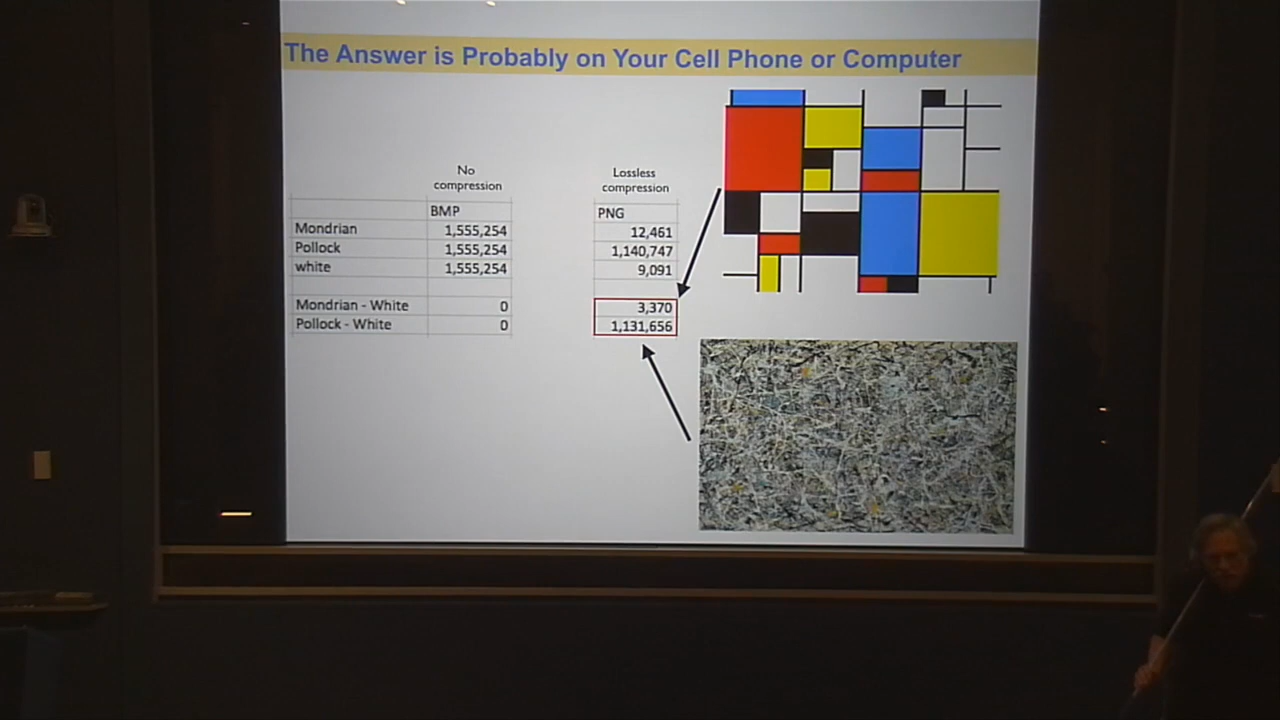 The Answer is Probably on Your Cell Phone or Computer
No compression
Lossless compression
BMP
PNG
Mondrian 1,555,254 12,461
Pollock 1,555,254 1,140,747
white 1,555,254 9,091
Mondrian - White 0 3,370
Pollock - White 0 1,131,656